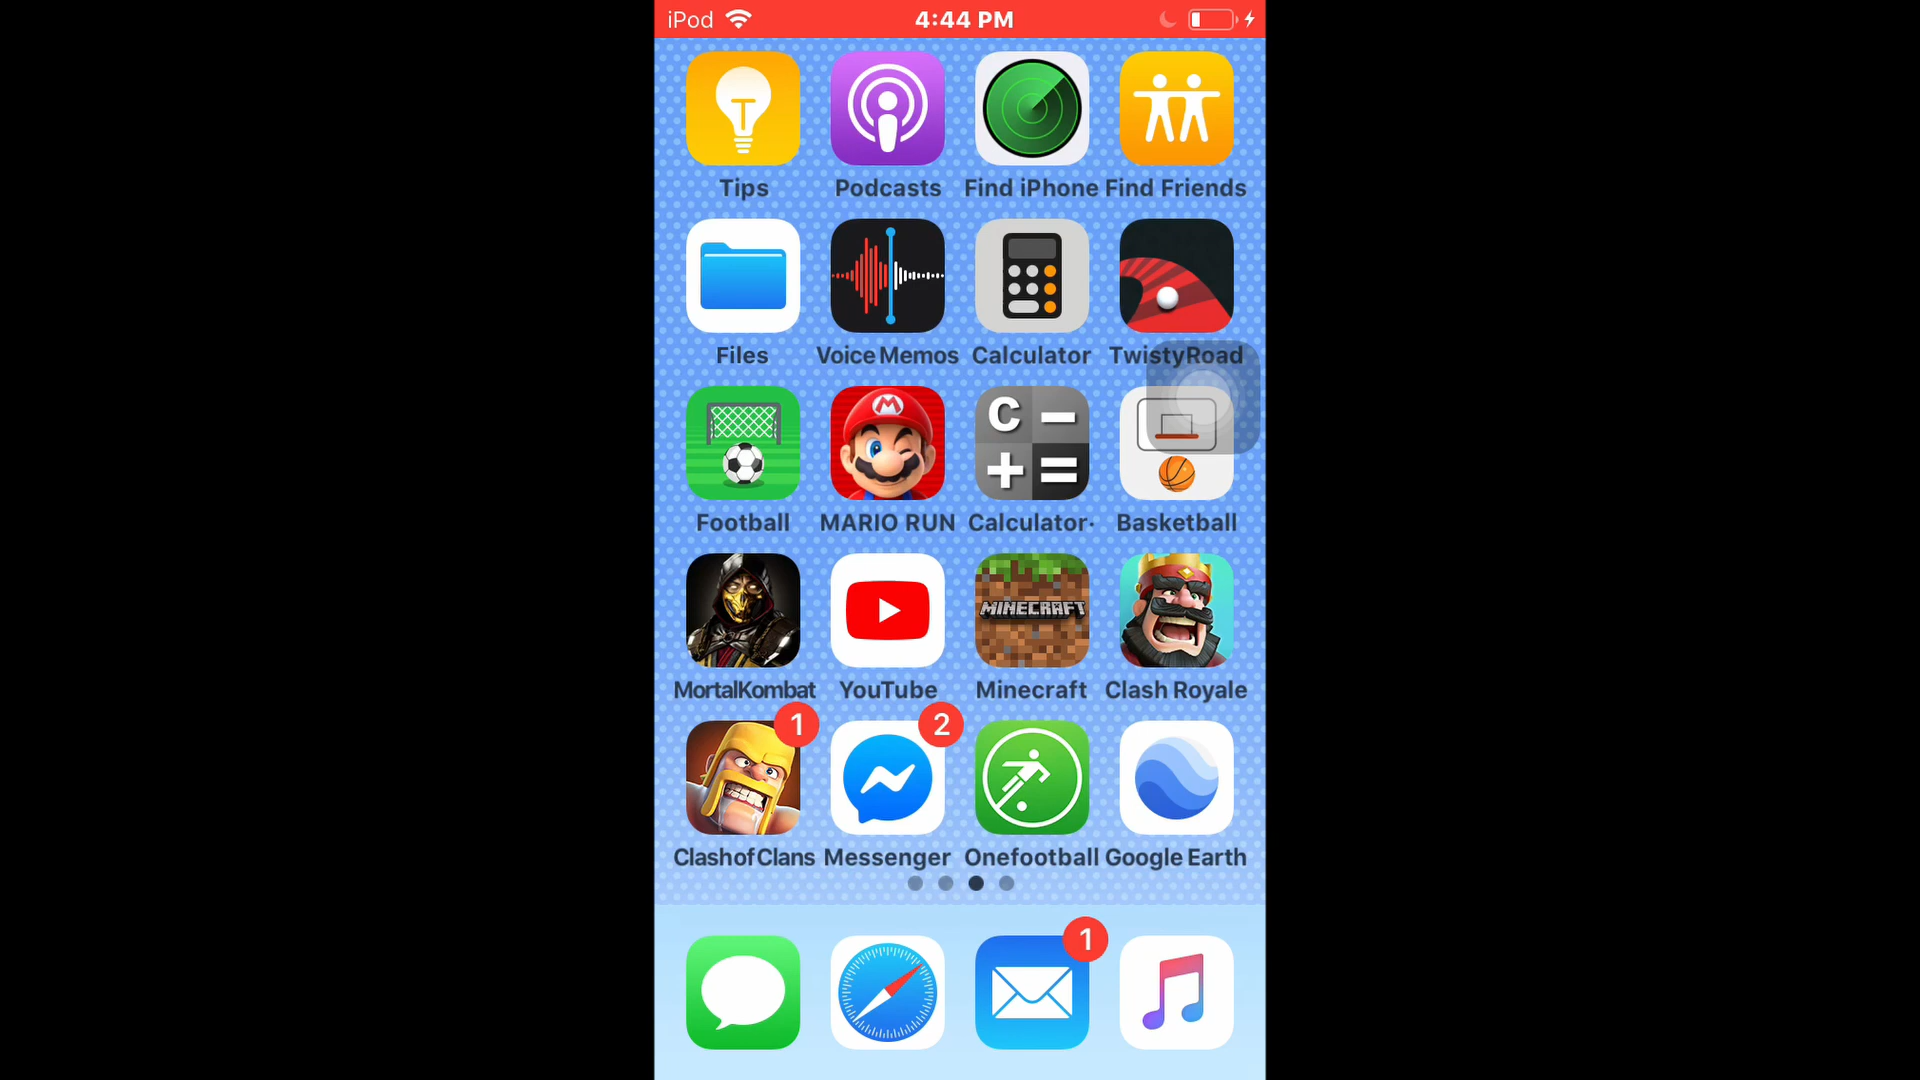 iPod 4:44 PM
Tips Podcasts Find iPhone Find Friends
Files Voice Memos Calculator TwistyRoad
M C − + =
Football MARIO RUN Calculator· Basketball
MINECRAFT
MortalKombat YouTube Minecraft Clash Royale
1 2
ClashofClans Messenger Onefootball Google Earth
1